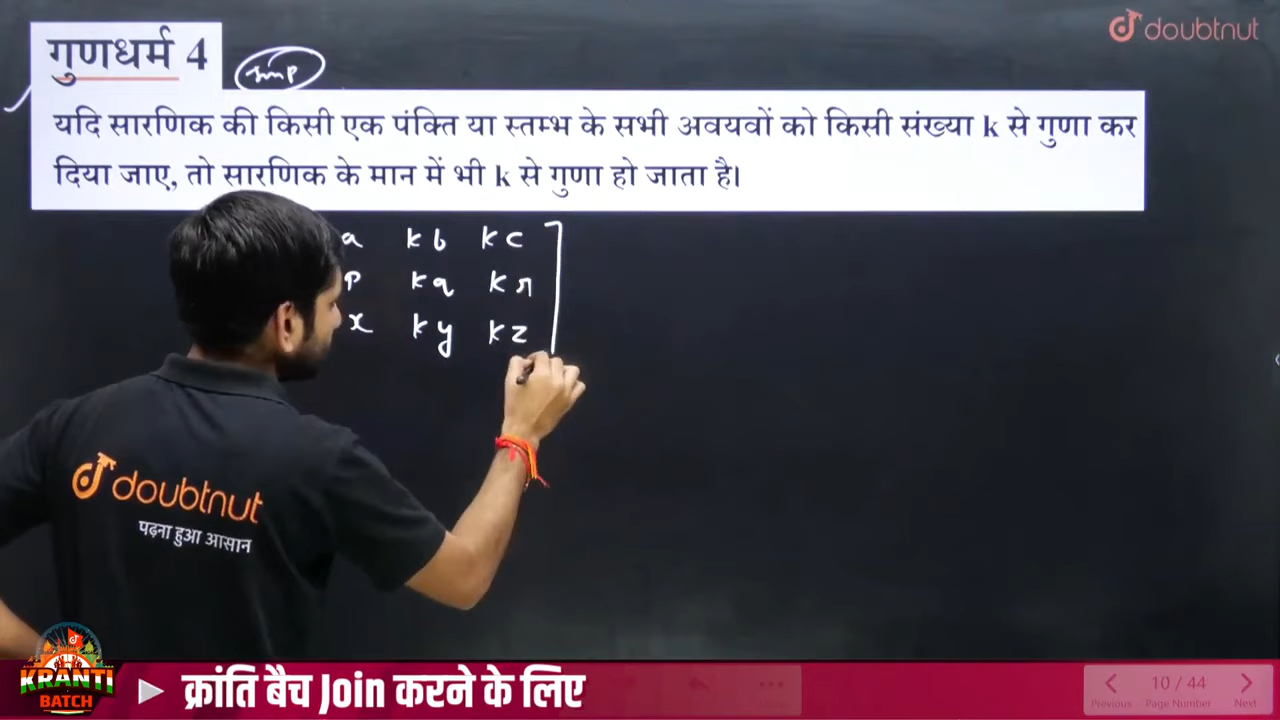 गुणधर्म 4
Imp
doubtnut
यदि सारणिक की किसी एक पंक्ति या स्तम्भ के सभी अवयवों को किसी संख्या k से गुणा कर
दिया जाए, तो सारणिक के मान में भी k से गुणा हो जाता है।
a kb kc
p kq kr
x ky kz
doubtnut
पढ़ना हुआ आसान
KRANTI
BATCH
क्रांति बैच Join करने के लिए
10 / 44
Previous Page Number Next